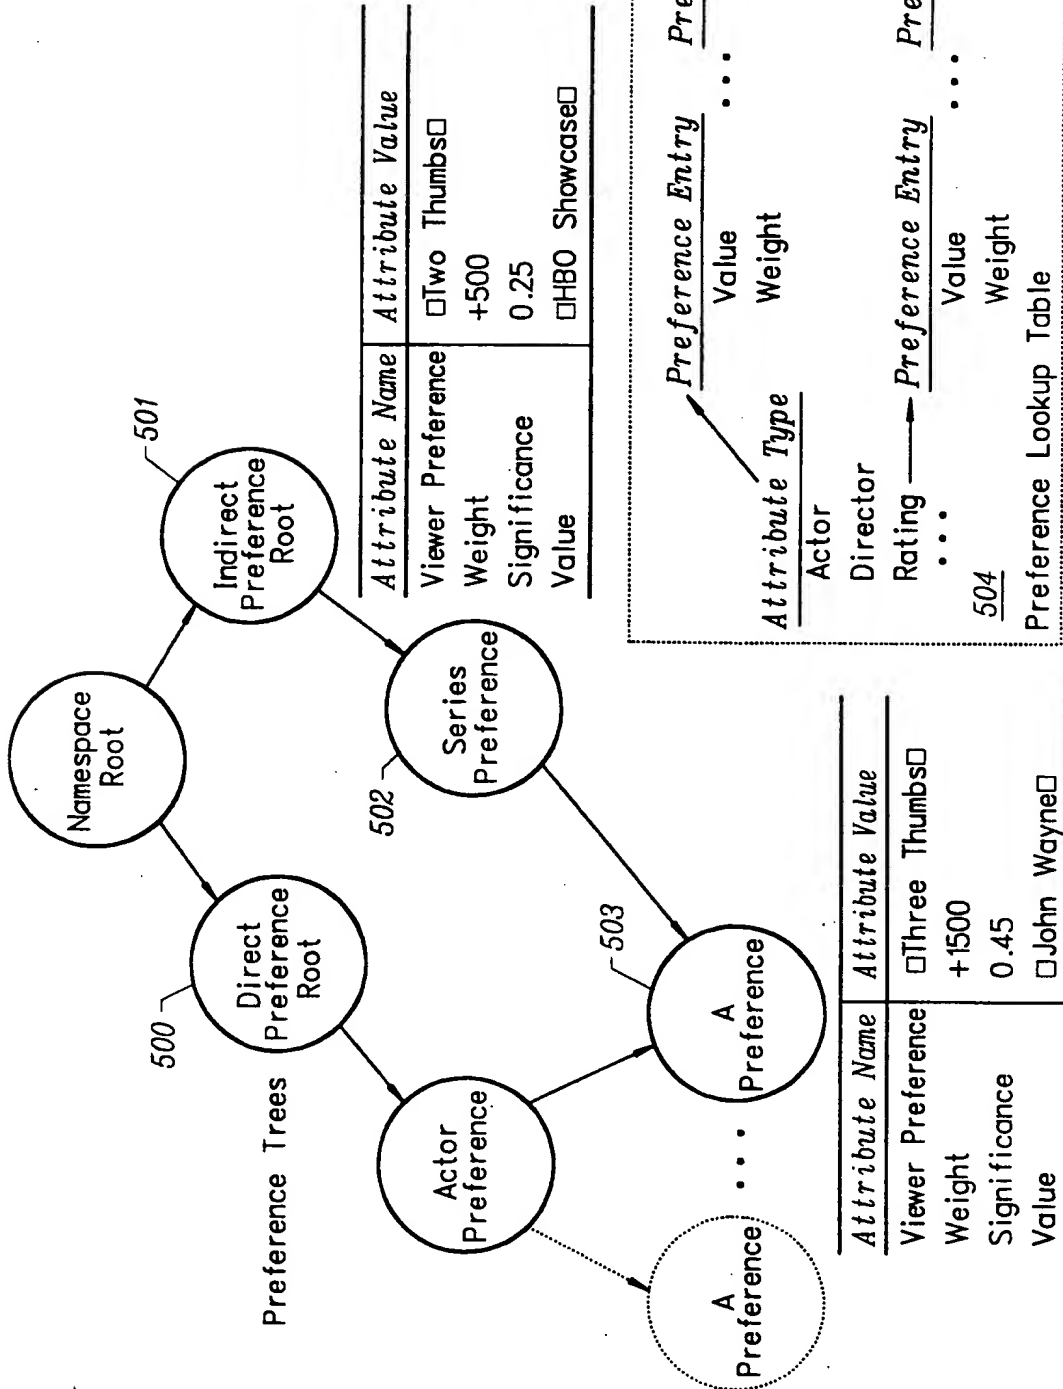 Preference Trees
Namespace
Root
500
Direct
Preference
Root
501
Indirect
Preference
Root
Actor
Preference
502
Series
Preference
A
Preference
• • •
503
A
Preference
Attribute Name Attribute Value
Viewer Preference □Two Thumbs□
Weight +500
Significance 0.25
Value □HBO Showcase□
Attribute Name Attribute Value
Viewer Preference □Three Thumbs□
Weight +1500
Significance 0.45
Value □John Wayne□
Attribute Type
Actor
Director
Rating
• • •
504
Preference Entry Pre
Value • • •
Weight
Preference Entry Pre
Value • • •
Weight
Preference Lookup Table